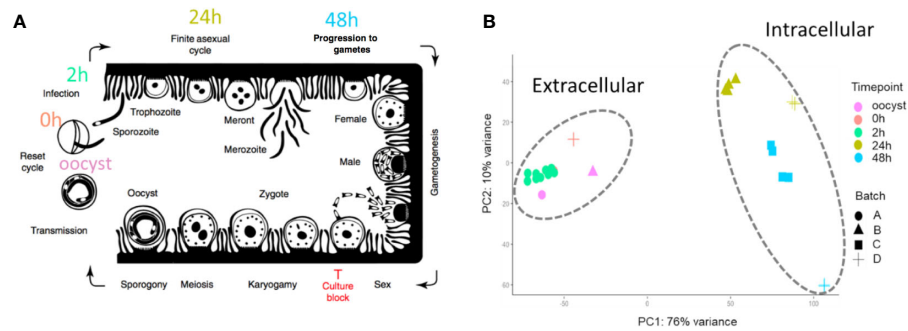 A
24h
Finite asexual
cycle
48h
Progression to
gametes
2h
Infection
Trophozoite
Meront
Female
0h
Sporozoite
Merozoite
Reset
cycle
oocyst
Male
Gametogenesis
Oocyst
Zygote
Transmission
Sporogony Meiosis Karyogamy Culture block Sex
B
Intracellular
Extracellular
PC2: 10% variance
40
20
0
-20
-40
-60
-50 0 50 100
PC1: 76% variance
Timepoint
oocyst
0h
2h
24h
48h
Batch
A
B
C
D